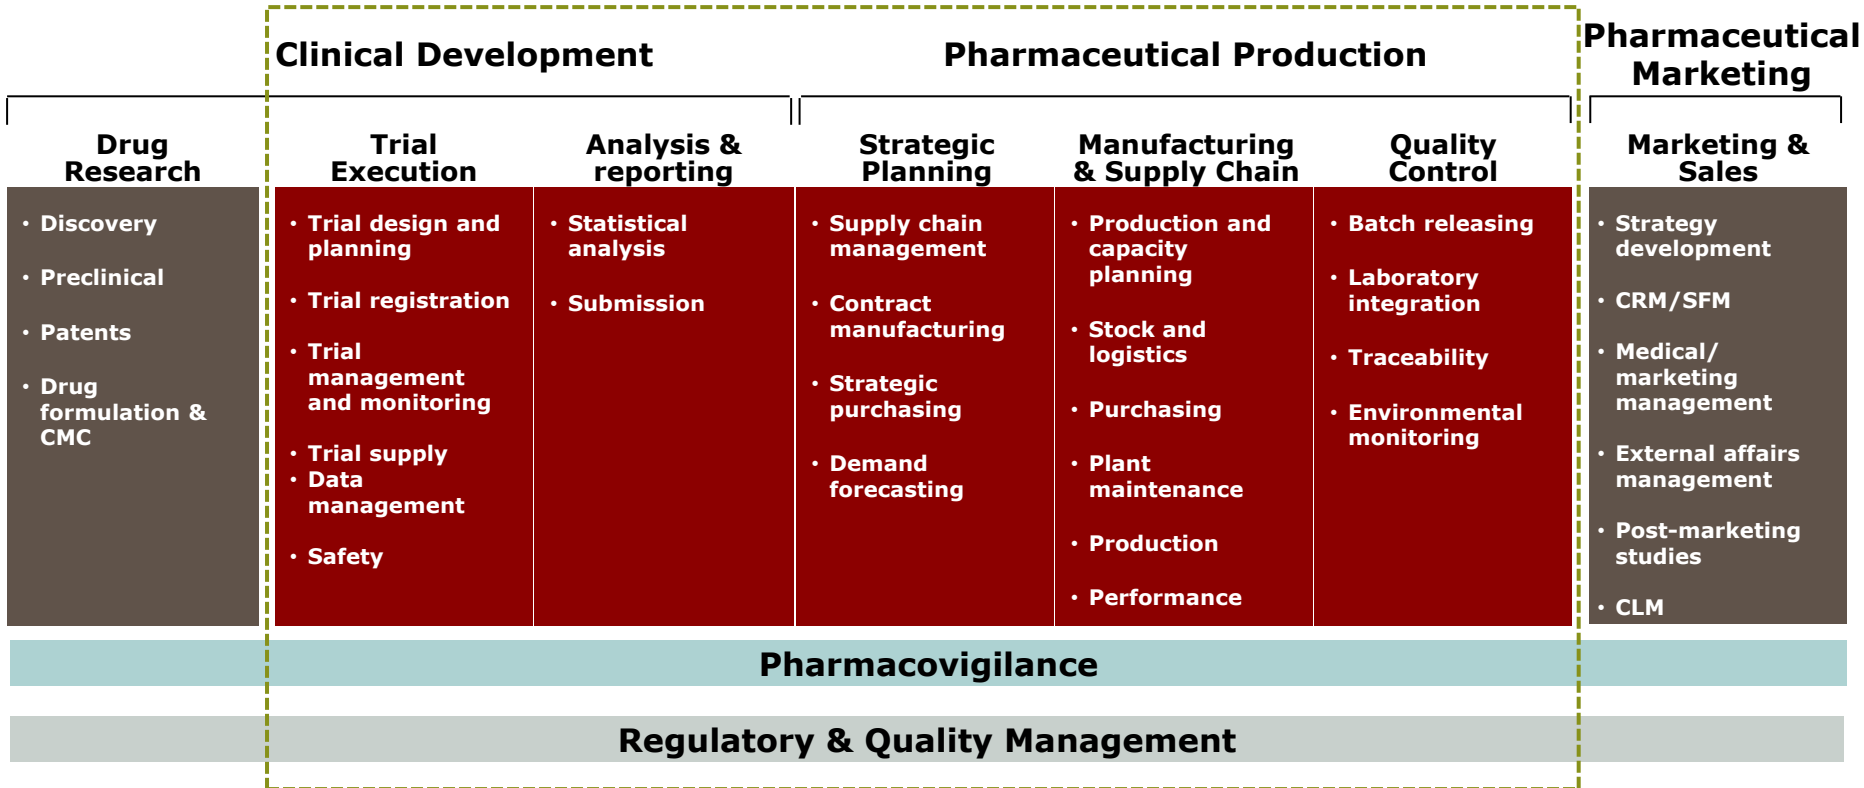 Clinical Development
Pharmaceutical Production
Pharmaceutical
Marketing
Drug
Research
• Discovery
• Preclinical
• Patents
• Drug
formulation &
CMC
Trial
Execution
• Trial design and
planning
• Trial registration
• Trial
management
and monitoring
• Trial supply
• Data
management
• Safety
Analysis &
reporting
• Statistical
analysis
• Submission
Strategic
Planning
• Supply chain
management
• Contract
manufacturing
• Strategic
purchasing
• Demand
forecasting
Manufacturing
& Supply Chain
• Production and
capacity
planning
• Stock and
logistics
• Purchasing
• Plant
maintenance
• Production
• Performance
Quality
Control
• Batch releasing
• Laboratory
integration
• Traceability
• Environmental
monitoring
Marketing &
Sales
• Strategy
development
• CRM/SFM
• Medical/
marketing
management
• External affairs
management
• Post-marketing
studies
• CLM
Pharmacovigilance
Regulatory & Quality Management